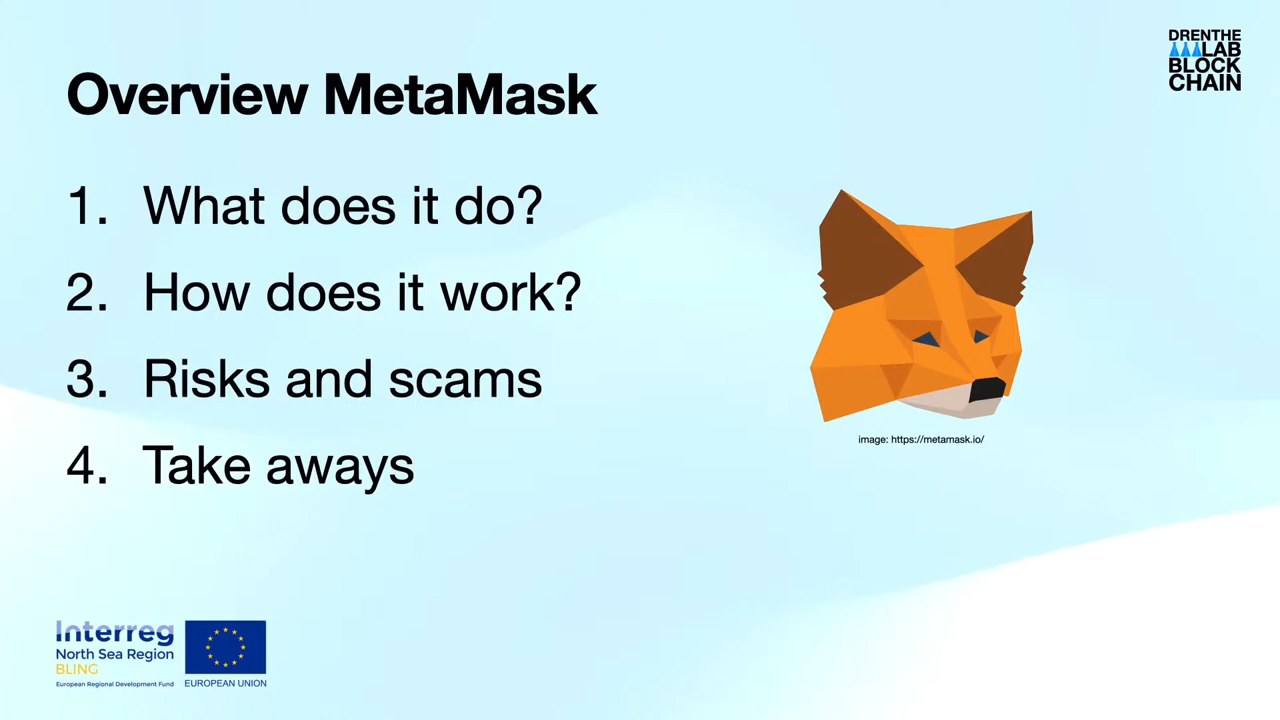 DRENTHE
LAB
BLOCK
CHAIN
Overview MetaMask
1. What does it do?
2. How does it work?
3. Risks and scams
4. Take aways
image: https://metamask.io/
Interreg
North Sea Region
BLING
European Regional Development Fund
EUROPEAN UNION